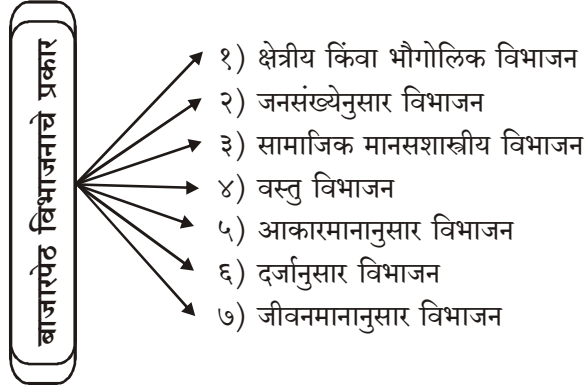 बाजारपेठ विभाजनाचे प्रकार
१) क्षेत्रीय किंवा भौगोलिक विभाजन
२) जनसंख्येनुसार विभाजन
३) सामाजिक मानसशास्त्रीय विभाजन
४) वस्तु विभाजन
५) आकारमानानुसार विभाजन
६) दर्जानुसार विभाजन
७) जीवनमानानुसार विभाजन